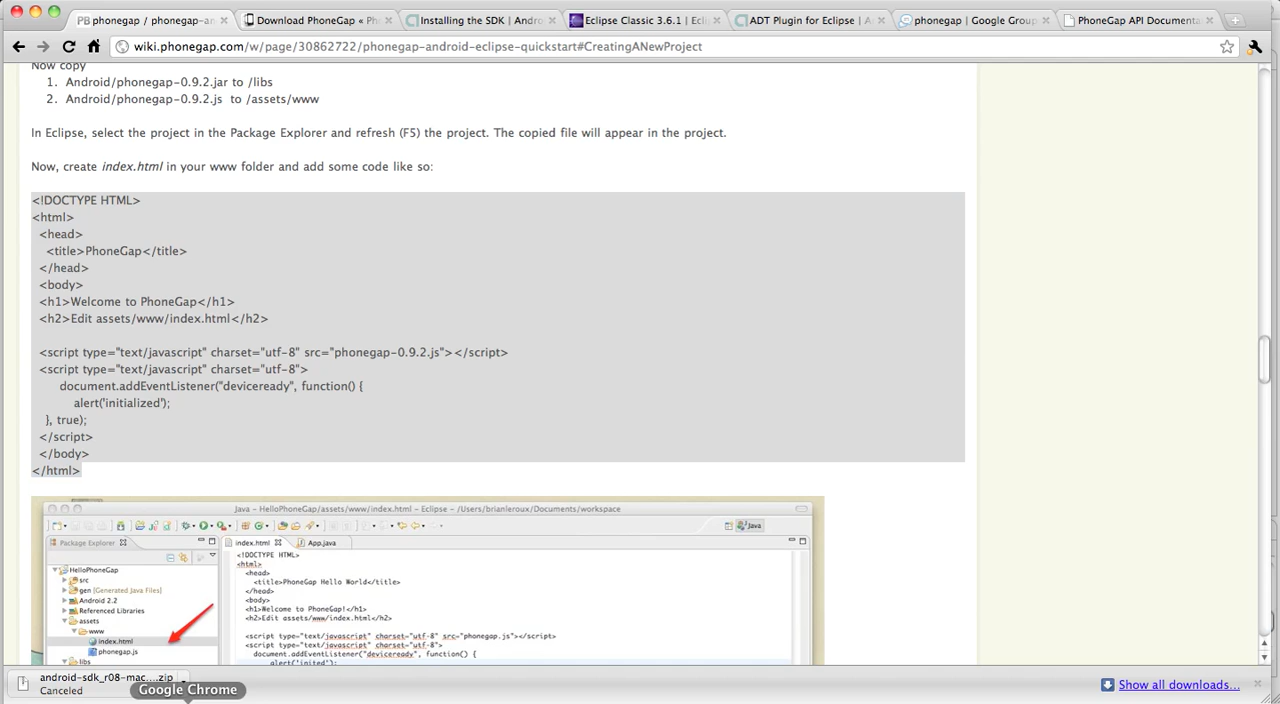 PB phonegap / phonegap-an
Download PhoneGap « Ph
Installing the SDK | Andro
Eclipse Classic 3.6.1 | Ecli
ADT Plugin for Eclipse | A
phonegap | Google Group
PhoneGap API Documenta
wiki.phonegap.com/w/page/30862722/phonegap-android-eclipse-quickstart#CreatingANewProject
Now copy
1. Android/phonegap-0.9.2.jar to /libs
2. Android/phonegap-0.9.2.js to /assets/www
In Eclipse, select the project in the Package Explorer and refresh (F5) the project. The copied file will appear in the project.
Now, create index.html in your www folder and add some code like so:
<!DOCTYPE HTML>
<html>
<head>
<title>PhoneGap</title>
</head>
<body>
<h1>Welcome to PhoneGap</h1>
<h2>Edit assets/www/index.html</h2>
<script type="text/javascript" charset="utf-8" src="phonegap-0.9.2.js"></script>
<script type="text/javascript" charset="utf-8">
document.addEventListener("deviceready", function() {
alert('initialized');
}, true);
</script>
</body>
</html>
Java - HelloPhoneGap/assets/www/index.html - Eclipse - /Users/brianleroux/Documents/workspace
Java
Package Explorer
index.html
App.java
HelloPhoneGap
src
gen [Generated Java Files]
Android 2.2
Referenced Libraries
assets
www
index.html
phonegap.js
libs
<!DOCTYPE HTML>
<html>
<head>
<title>PhoneGap Hello World</title>
</head>
<body>
<h1>Welcome to PhoneGap!</h1>
<h2>Edit assets/www/index.html</h2>
<script type="text/javascript" charset="utf-8" src="phonegap.js"></script>
<script type="text/javascript" charset="utf-8">
document.addEventListener("deviceready", function() {
alert('inited');
android-sdk_r08-mac....zip
Canceled
Google Chrome
Show all downloads...